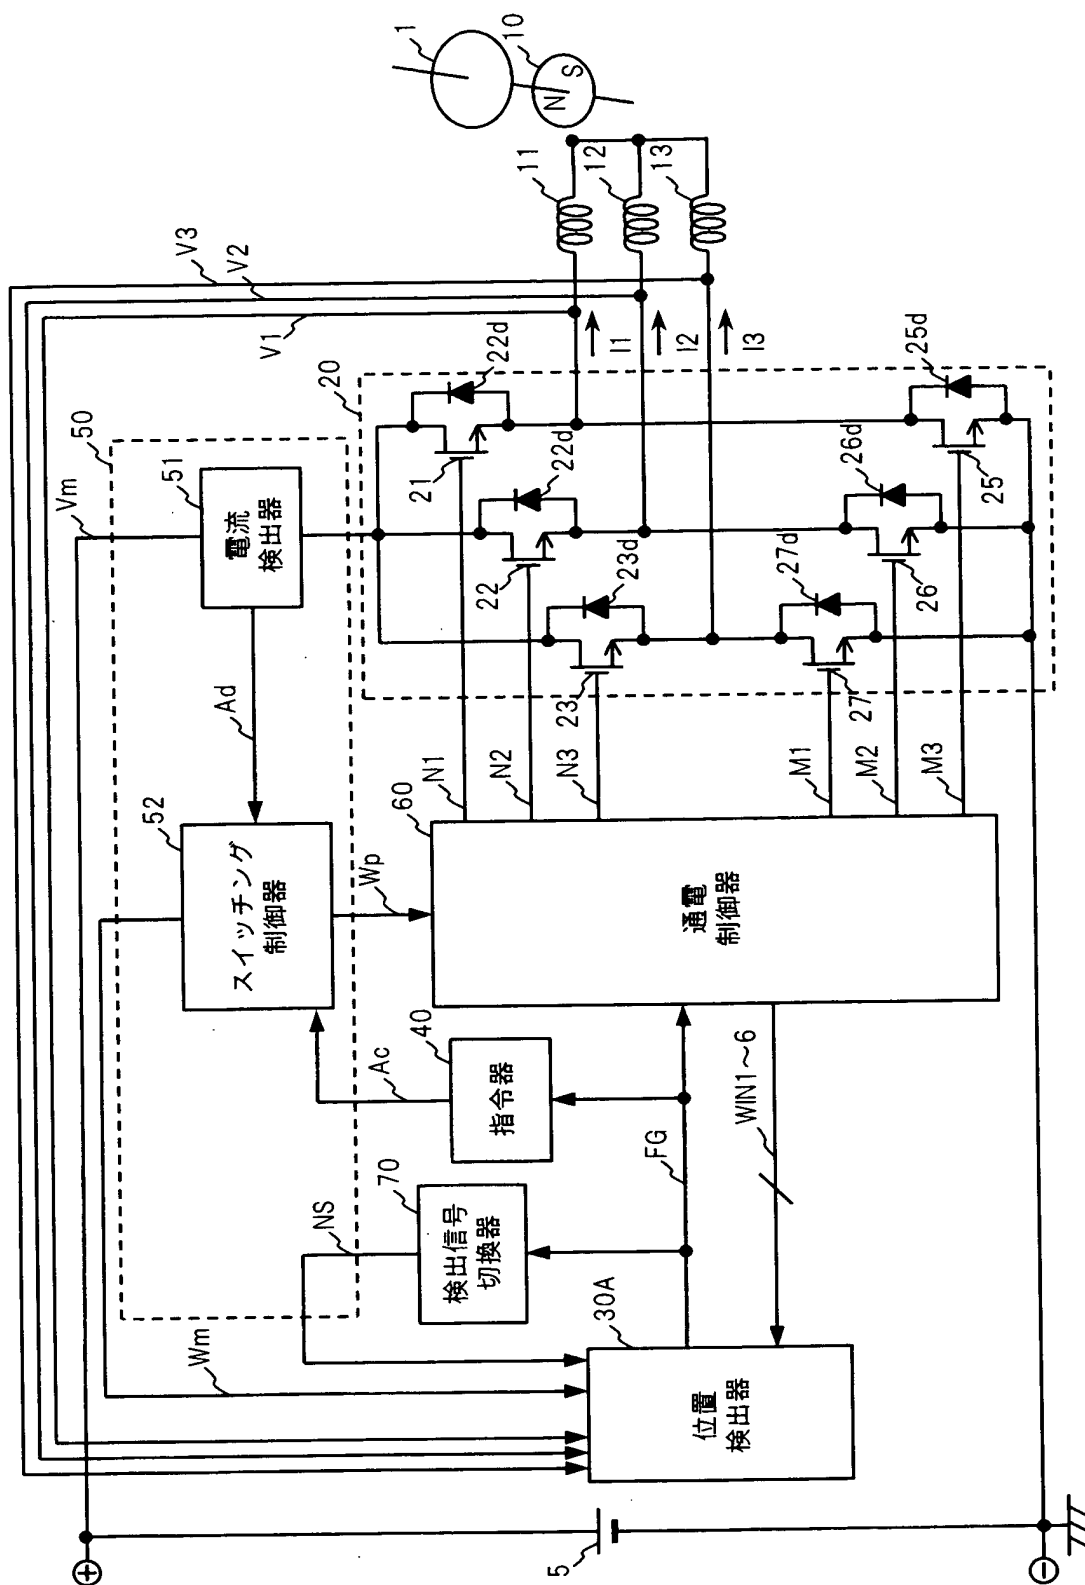 1
10
N
S
11
12
13
V3
V2
V1
I1
I2
I3
20
50
Vm
51
電流
検出器
Ad
52
スイッチング
制御器
Wp
22d
21
22d
22
23d
23
25d
25
26d
26
27d
27
60
通電
制御器
N1
N2
N3
M1
M2
M3
40
指令器
Ac
70
検出信号
切換器
NS
Wm
FG
WIN1~6
30A
位置
検出器
5
+
-